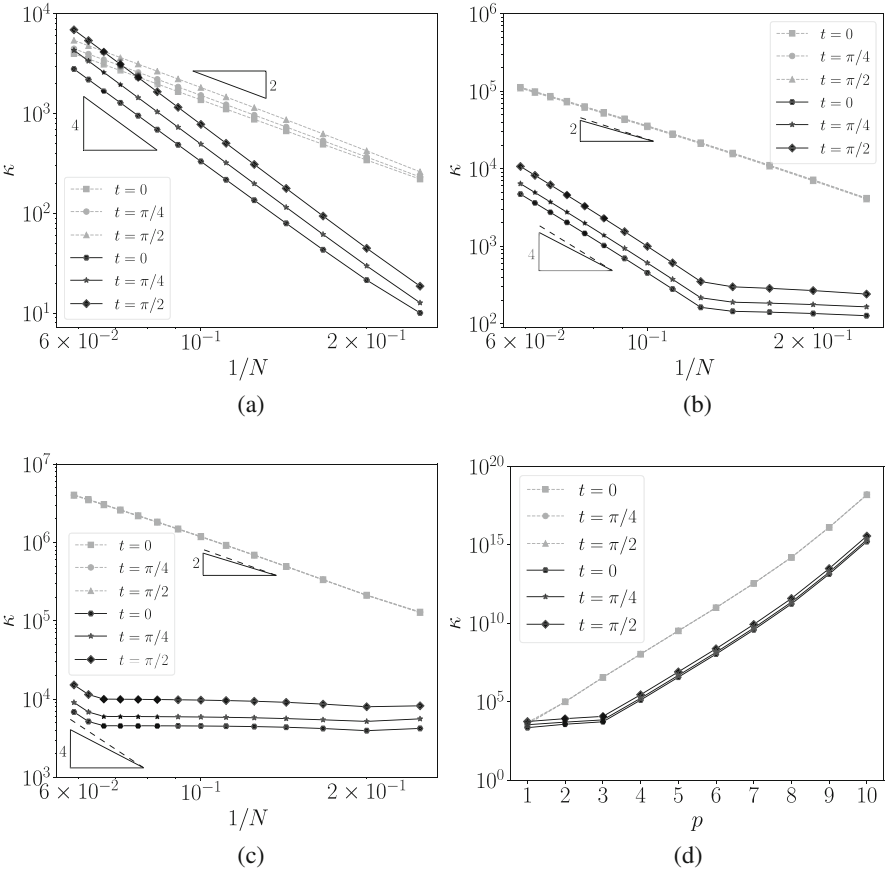 10^4
10^3
10^2
10^1
κ
2
4
t = 0
t = π/4
t = π/2
t = 0
t = π/4
t = π/2
6 × 10^−2
10^−1
2 × 10^−1
1/N
(a)
10^6
10^5
10^4
10^3
10^2
κ
t = 0
t = π/4
t = π/2
t = 0
t = π/4
t = π/2
2
4
6 × 10^−2
10^−1
2 × 10^−1
1/N
(b)
10^7
10^6
10^5
10^4
10^3
κ
t = 0
t = π/4
t = π/2
t = 0
t = π/4
t = π/2
2
4
6 × 10^−2
10^−1
2 × 10^−1
1/N
(c)
10^20
10^15
10^10
10^5
10^0
κ
t = 0
t = π/4
t = π/2
t = 0
t = π/4
t = π/2
1 2 3 4 5 6 7 8 9 10
p
(d)